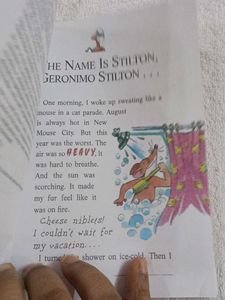 HE NAME IS STILTON,
GERONIMO STILTON . . .
One morning, I woke up sweating like a
mouse in a cat parade. August
is always hot in New
Mouse City. But this
year was the worst. The
air was so HEAVY, it
was hard to breathe.
And the sun was
scorching. It made
my fur feel like it
was on fire.
Cheese niblets!
I couldn't wait for
my vacation. . . .
I turned shower on ice-cold. Then I